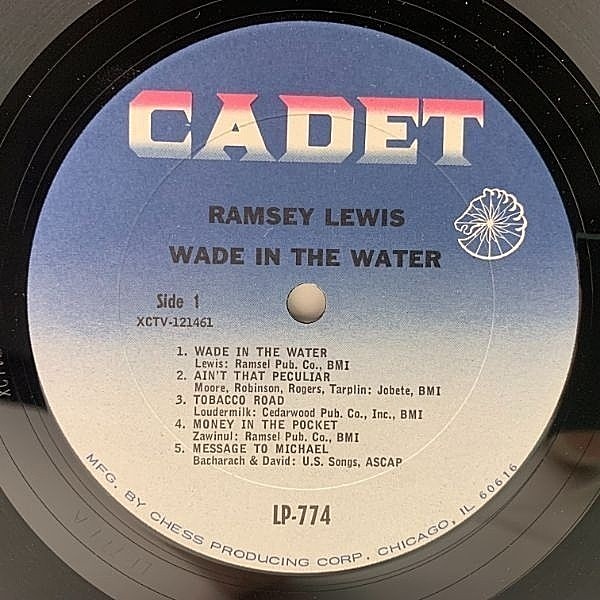 CADET
RAMSEY LEWIS
WADE IN THE WATER
Side 1
XCTV-121461
1. WADE IN THE WATER
Lewis: Ramsel Pub. Co., BMI
2. AIN'T THAT PECULIAR
Moore, Robinson, Rogers, Tarplin: Jobete, BMI
3. TOBACCO ROAD
Loudermilk: Cedarwood Pub. Co., Inc., BMI
4. MONEY IN THE POCKET
Zawinul: Ramsel Pub. Co., BMI
5. MESSAGE TO MICHAEL
Bacharach & David: U.S. Songs, ASCAP
LP-774
MFG. BY CHESS PRODUCING CORP. CHICAGO, IL 60616